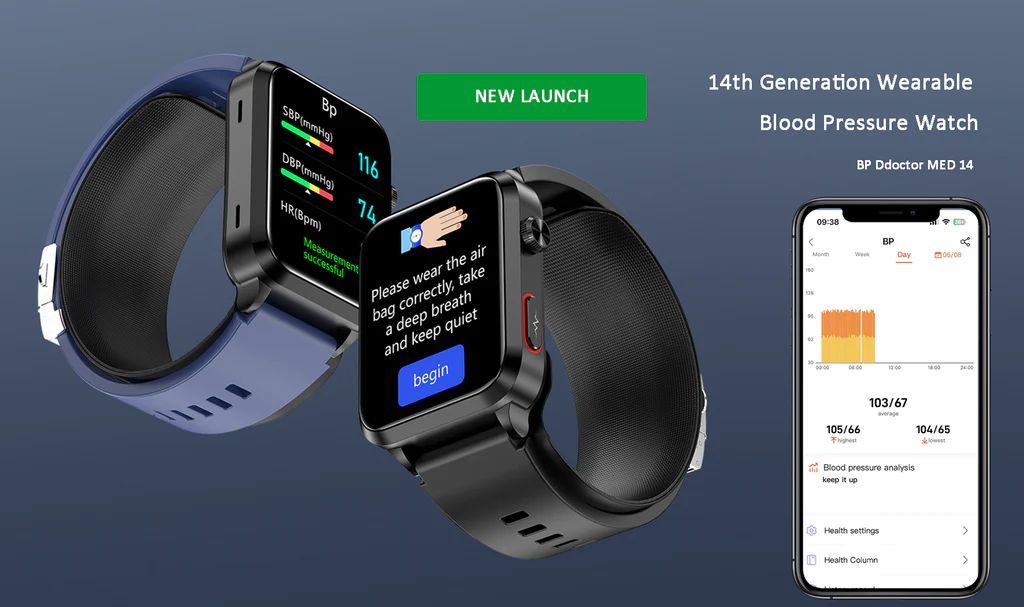 Bp
SBP(mmHg)
116
DBP(mmHg)
74
HR(Bpm)
Measurement
successful
Please wear the air
bag correctly, take
a deep breath
and keep quiet
begin
NEW LAUNCH
14th Generation Wearable
Blood Pressure Watch
BP Ddoctor MED 14
09:38
BP
Month Week Day 06/08
160
126
95
62
30
00:00 06:00 12:00 18:00 24:00
103/67
average
105/66 104/65
highest lowest
Blood pressure analysis
keep it up
Health settings
Health Column